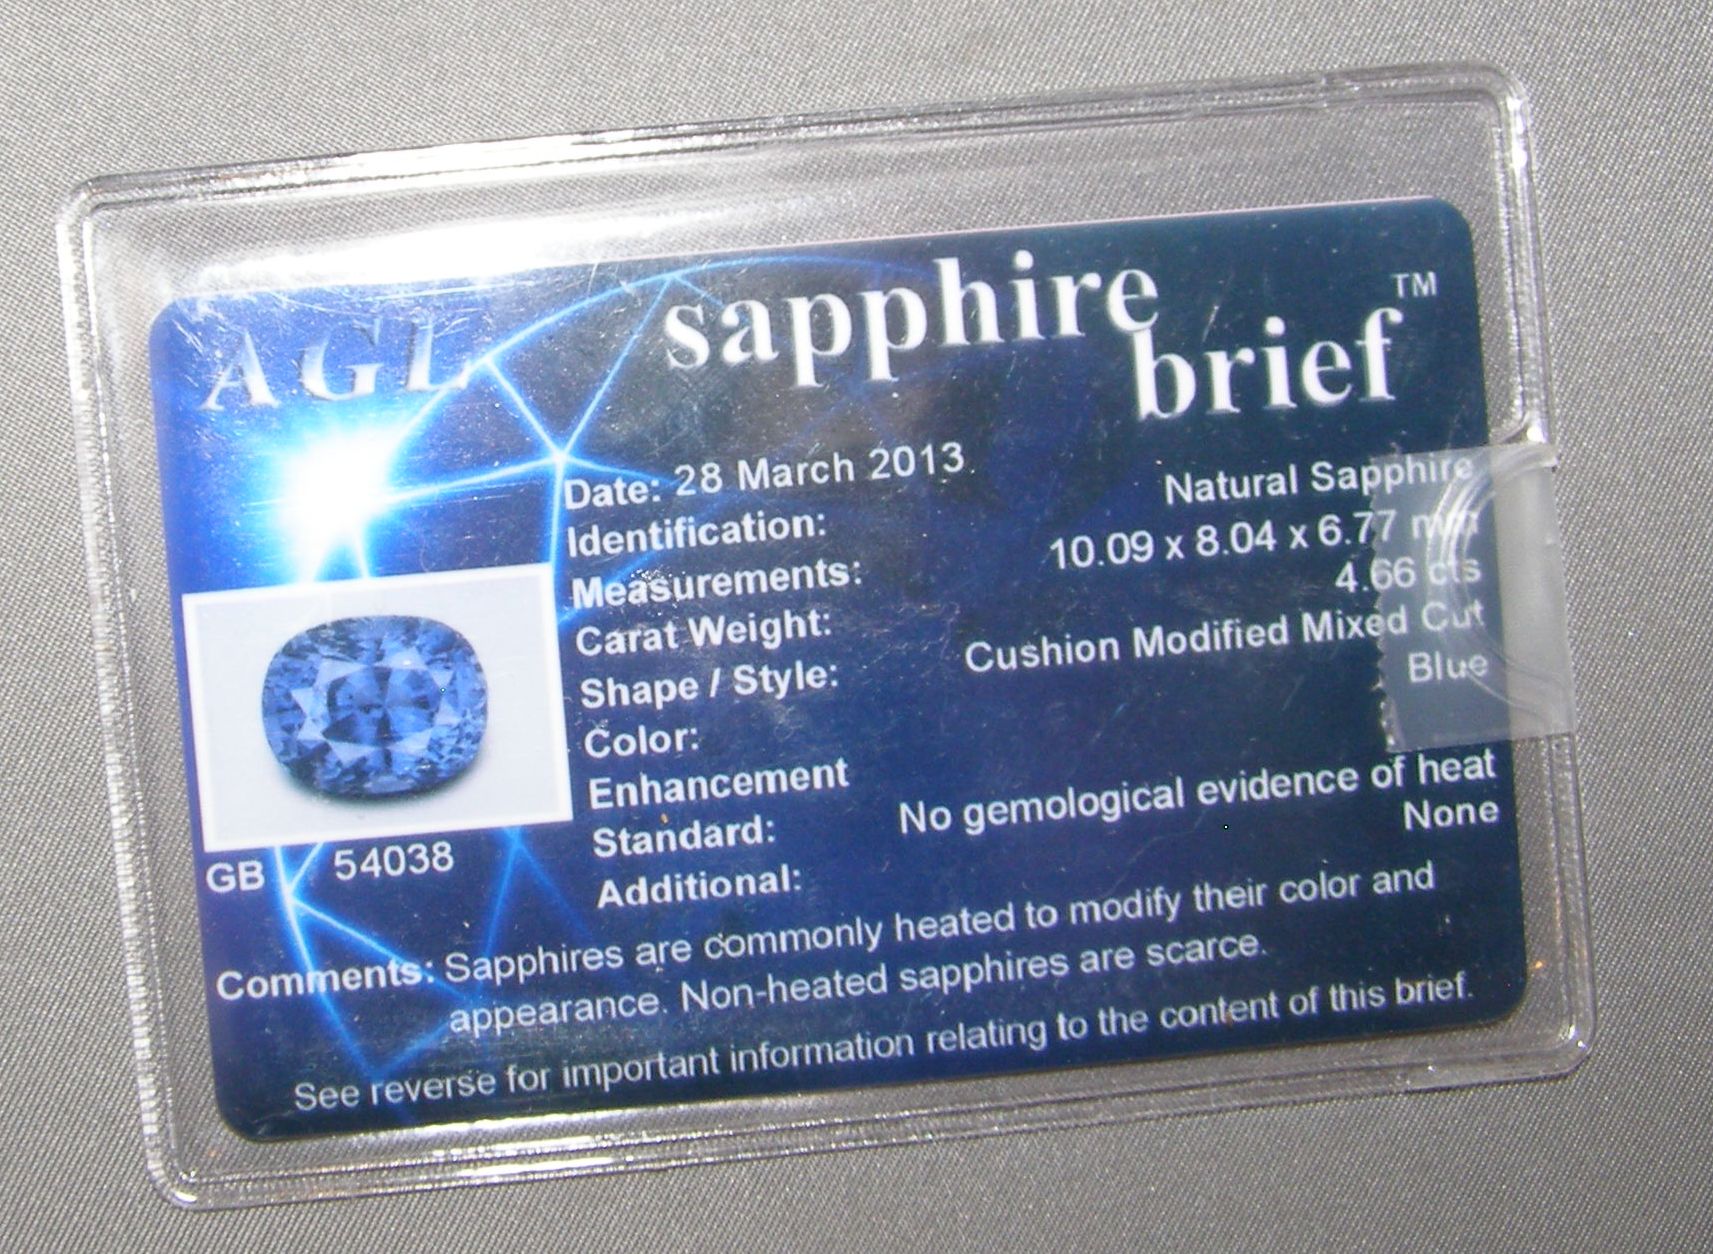 AGL
sapphire
brief™
Date: 28 March 2013
Identification: Natural Sapphire
Measurements: 10.09 x 8.04 x 6.77 mm
Carat Weight: 4.66 cts
Shape / Style: Cushion Modified Mixed Cut
Color: Blue
Enhancement
Standard: No gemological evidence of heat
Additional: None
GB 54038
Comments: Sapphires are commonly heated to modify their color and
appearance. Non-heated sapphires are scarce.
See reverse for important information relating to the content of this brief.